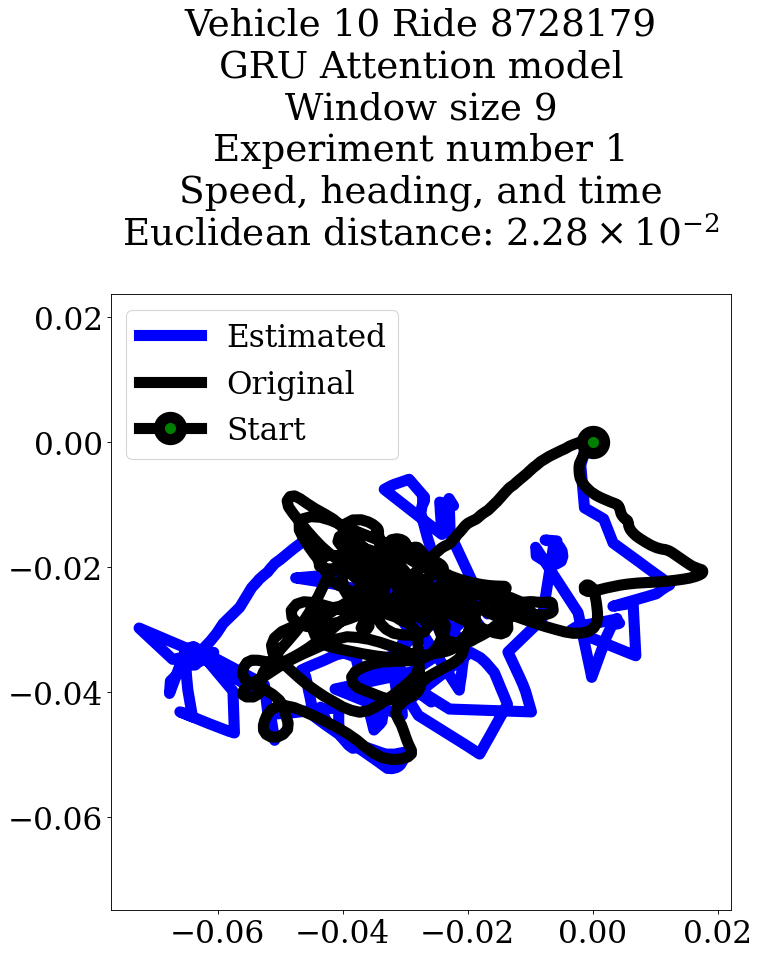 Vehicle 10 Ride 8728179
GRU Attention model
Window size 9
Experiment number 1
Speed, heading, and time
Euclidean distance: 2.28 × 10⁻²
Estimated
Original
Start
0.02
0.00
−0.02
−0.04
−0.06
−0.06 −0.04 −0.02 0.00 0.02